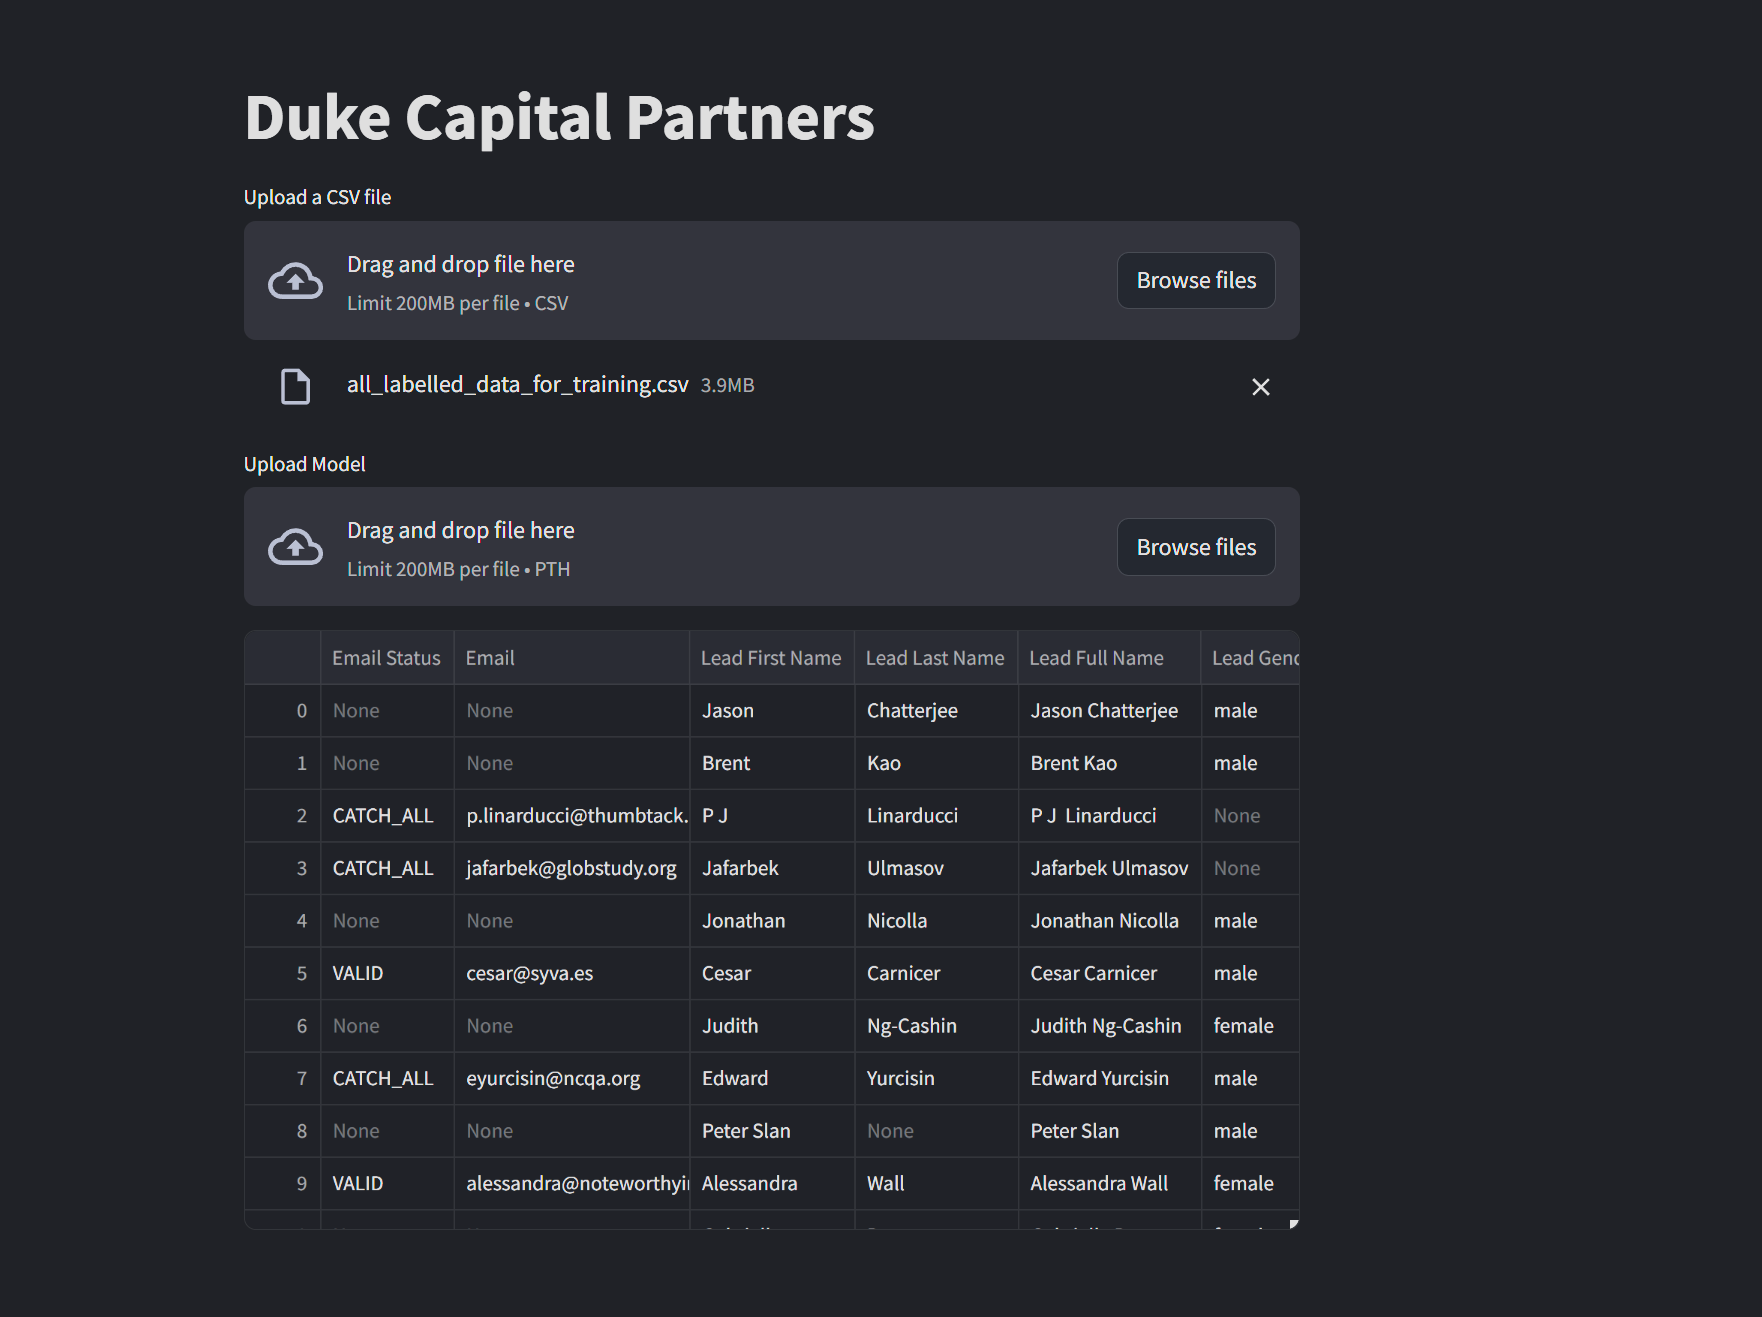 Duke Capital Partners
Upload a CSV file
Drag and drop file here
Limit 200MB per file • CSV
Browse files
all_labelled_data_for_training.csv 3.9MB
Upload Model
Drag and drop file here
Limit 200MB per file • PTH
Browse files
Email Status Email Lead First Name Lead Last Name Lead Full Name Lead Genc
0 None None Jason Chatterjee Jason Chatterjee male
1 None None Brent Kao Brent Kao male
2 CATCH_ALL p.linarducci@thumbtack. P J Linarducci P J Linarducci None
3 CATCH_ALL jafarbek@globstudy.org Jafarbek Ulmasov Jafarbek Ulmasov None
4 None None Jonathan Nicolla Jonathan Nicolla male
5 VALID cesar@syva.es Cesar Carnicer Cesar Carnicer male
6 None None Judith Ng-Cashin Judith Ng-Cashin female
7 CATCH_ALL eyurcisin@ncqa.org Edward Yurcisin Edward Yurcisin male
8 None None Peter Slan None Peter Slan male
9 VALID alessandra@noteworthyi Alessandra Wall Alessandra Wall female